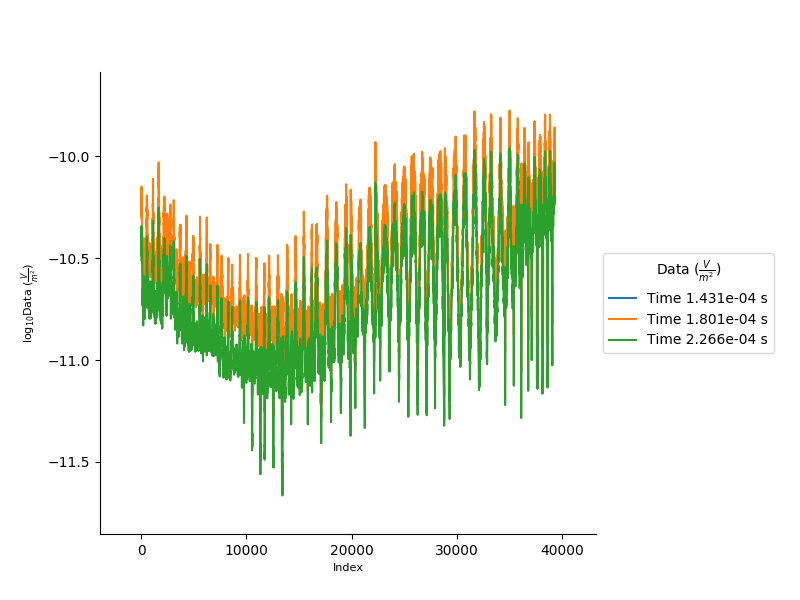 −10.0
−10.5
−11.0
−11.5
log₁₀Data (V/m²)
0 10000 20000 30000 40000
Index
Data (V/m²)
Time 1.431e-04 s
Time 1.801e-04 s
Time 2.266e-04 s